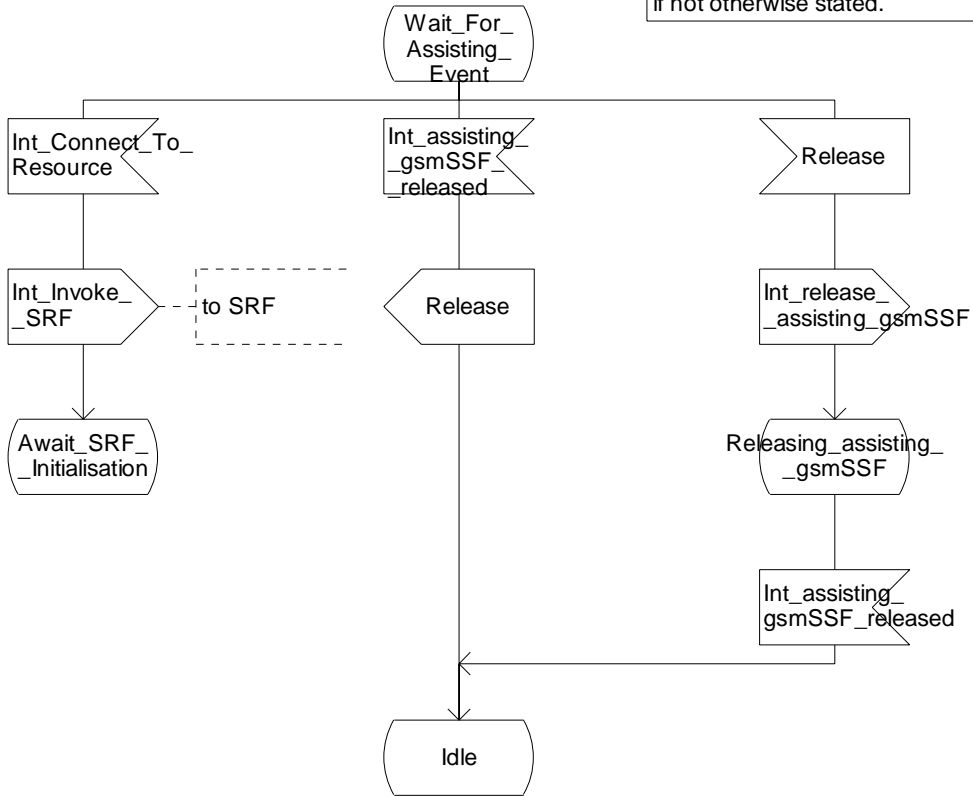 if not otherwise stated.
Wait_For_
Assisting_
Event
Int_Connect_To_
Resource
Int_assisting_
_gsmSSF_
_released
Release
Int_Invoke_
_SRF
to SRF
Release
Int_release_
_assisting_gsmSSF
Await_SRF_
_Initialisation
Releasing_assisting_
_gsmSSF
Int_assisting_
gsmSSF_released
Idle